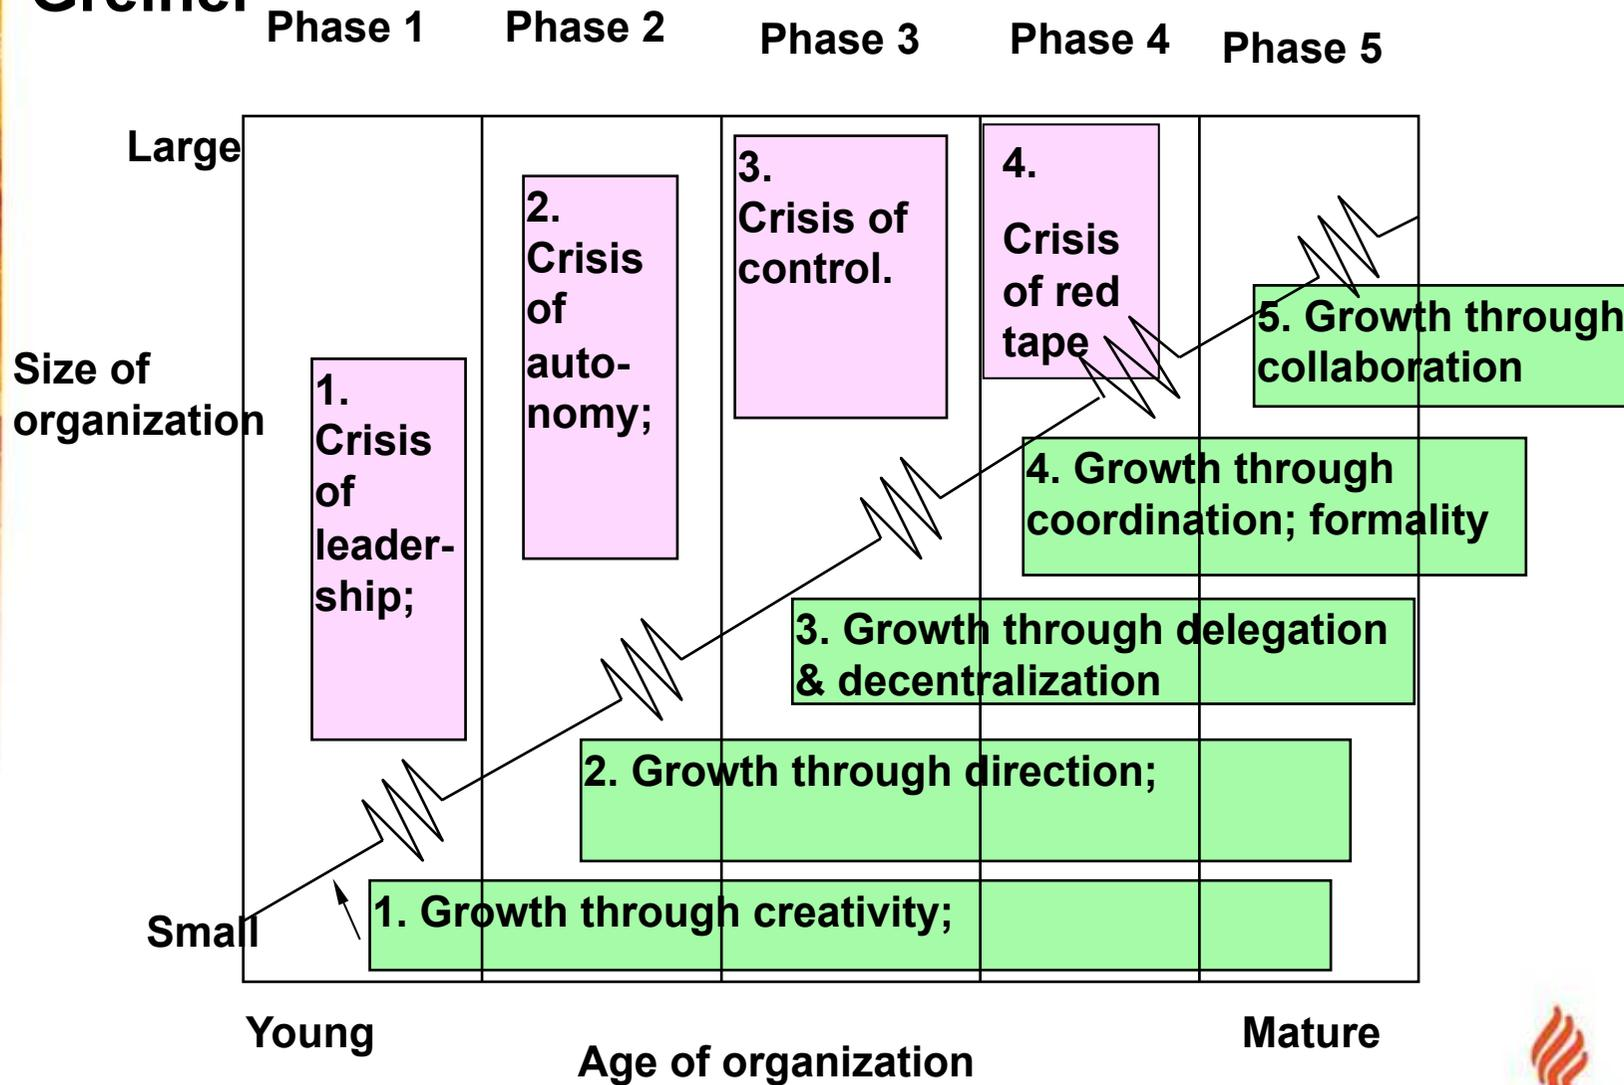 Greiner
Phase 1
Phase 2
Phase 3
Phase 4
Phase 5
Large
Size of
organization
Small
1.
Crisis
of
leader-
ship;
2.
Crisis
of
auto-
nomy;
3.
Crisis of
control.
4.
Crisis
of red
tape
5. Growth through
collaboration
4. Growth through
coordination; formality
3. Growth through delegation
& decentralization
2. Growth through direction;
1. Growth through creativity;
Young
Mature
Age of organization